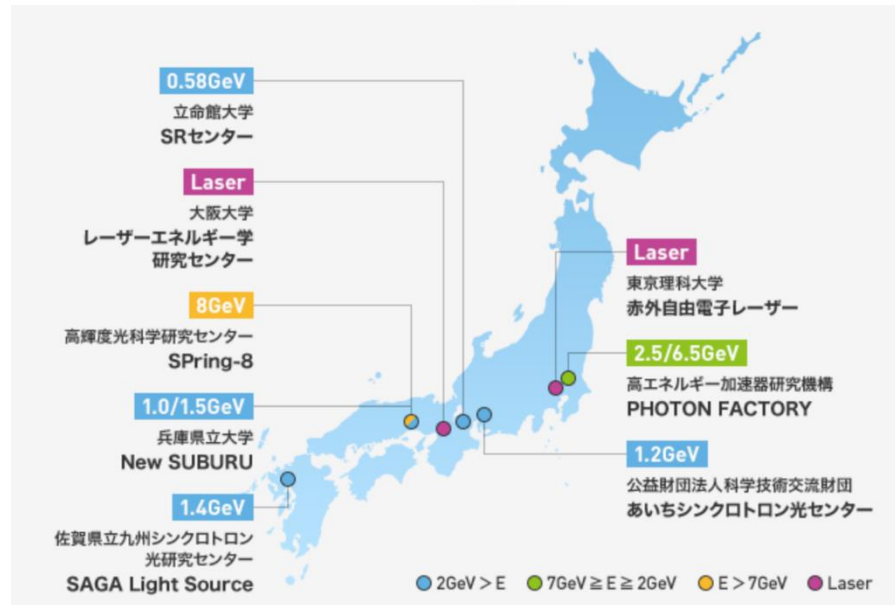 0.58GeV
立命館大学
SRセンター
Laser
大阪大学
レーザーエネルギー学
研究センター
8GeV
高輝度光科学研究センター
SPring-8
1.0/1.5GeV
兵庫県立大学
New SUBURU
1.4GeV
佐賀県立九州シンクロトロン
光研究センター
SAGA Light Source
Laser
東京理科大学
赤外自由電子レーザー
2.5/6.5GeV
高エネルギー加速器研究機構
PHOTON FACTORY
1.2GeV
公益財団法人科学技術交流財団
あいちシンクロトロン光センター
2GeV＞E
7GeV≧E≧2GeV
E＞7GeV
Laser